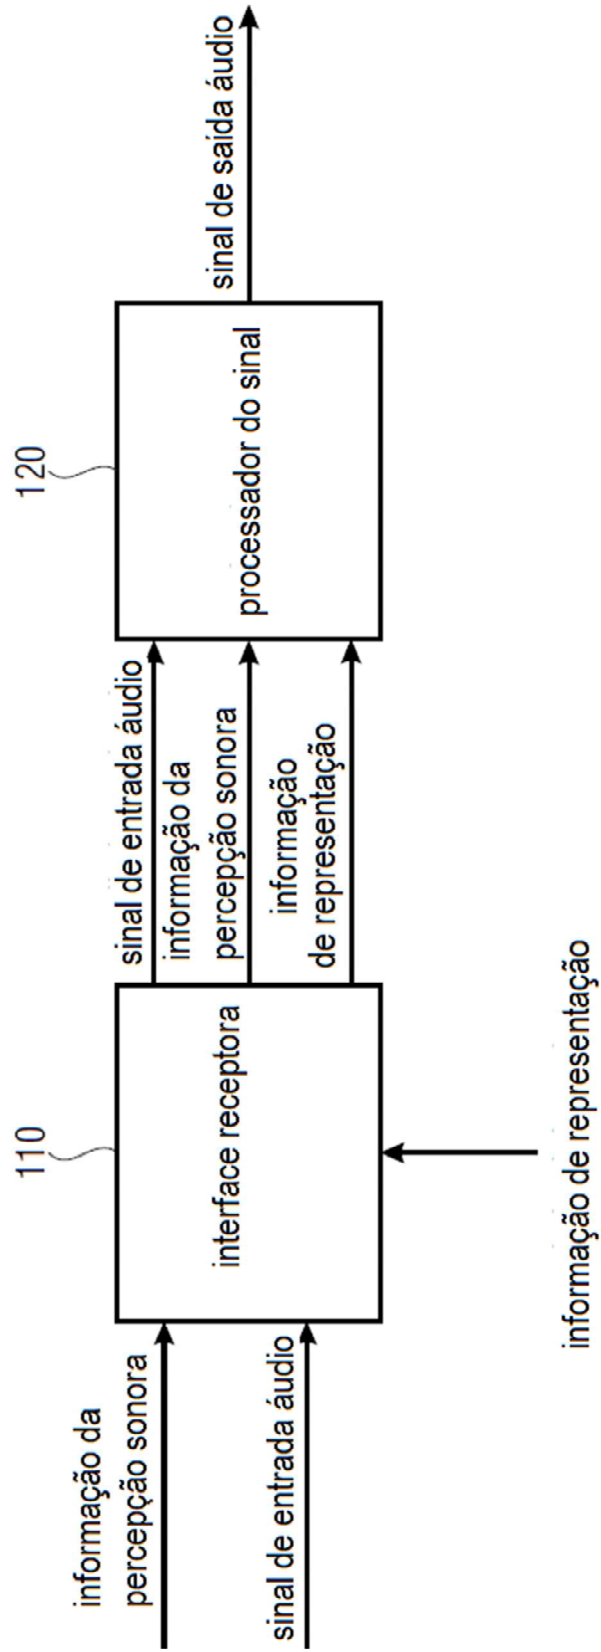 informação da
percepção sonora
sinal de entrada áudio
110
interface receptora
informação de representação
sinal de entrada áudio
informação da
percepção sonora
informação
de representação
120
processador do sinal
sinal de saída áudio